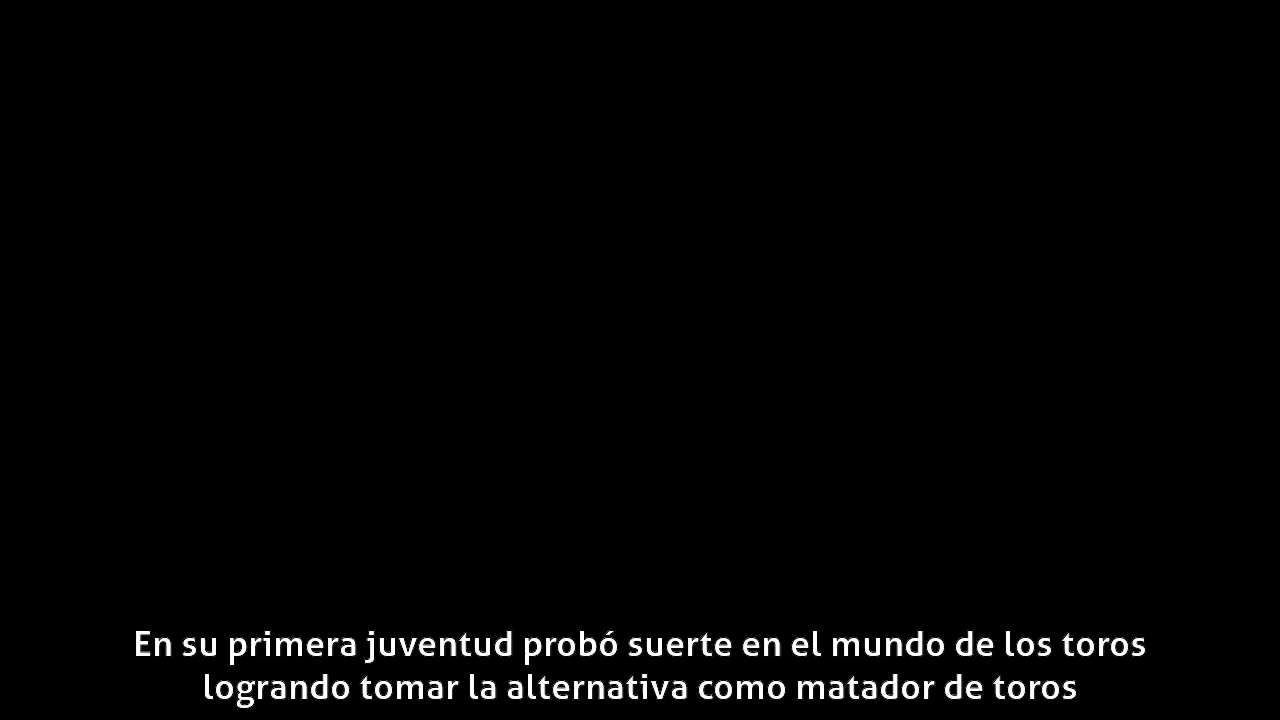 En su primera juventud probó suerte en el mundo de los toros
logrando tomar la alternativa como matador de toros